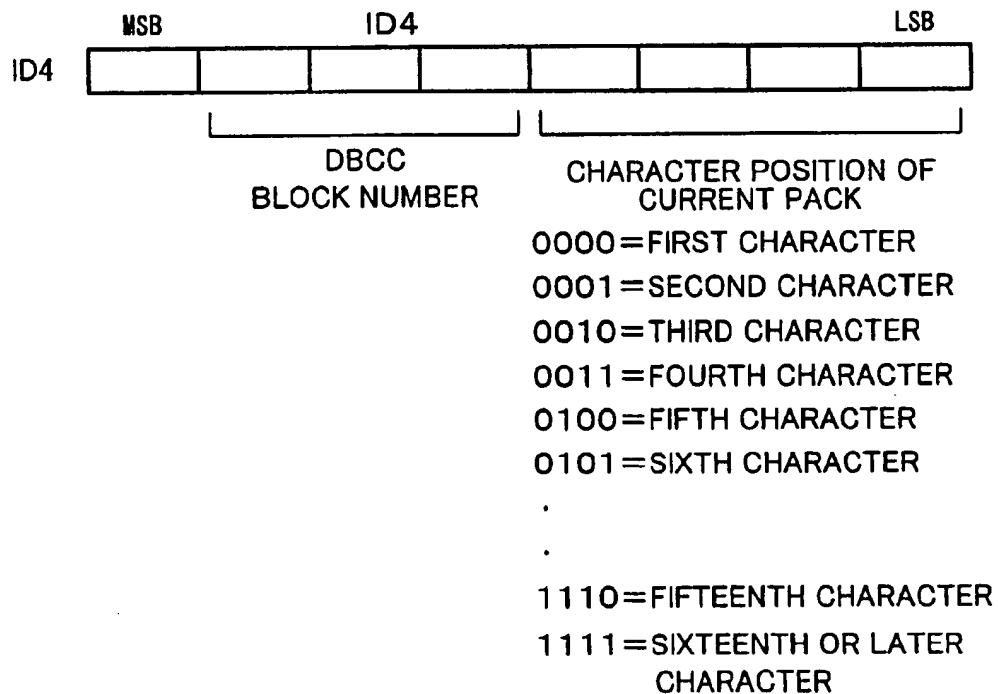 MSB ID4 LSB
ID4
DBCC
BLOCK NUMBER
CHARACTER POSITION OF
CURRENT PACK
0000=FIRST CHARACTER
0001=SECOND CHARACTER
0010=THIRD CHARACTER
0011=FOURTH CHARACTER
0100=FIFTH CHARACTER
0101=SIXTH CHARACTER
.
.
1110=FIFTEENTH CHARACTER
1111=SIXTEENTH OR LATER
CHARACTER